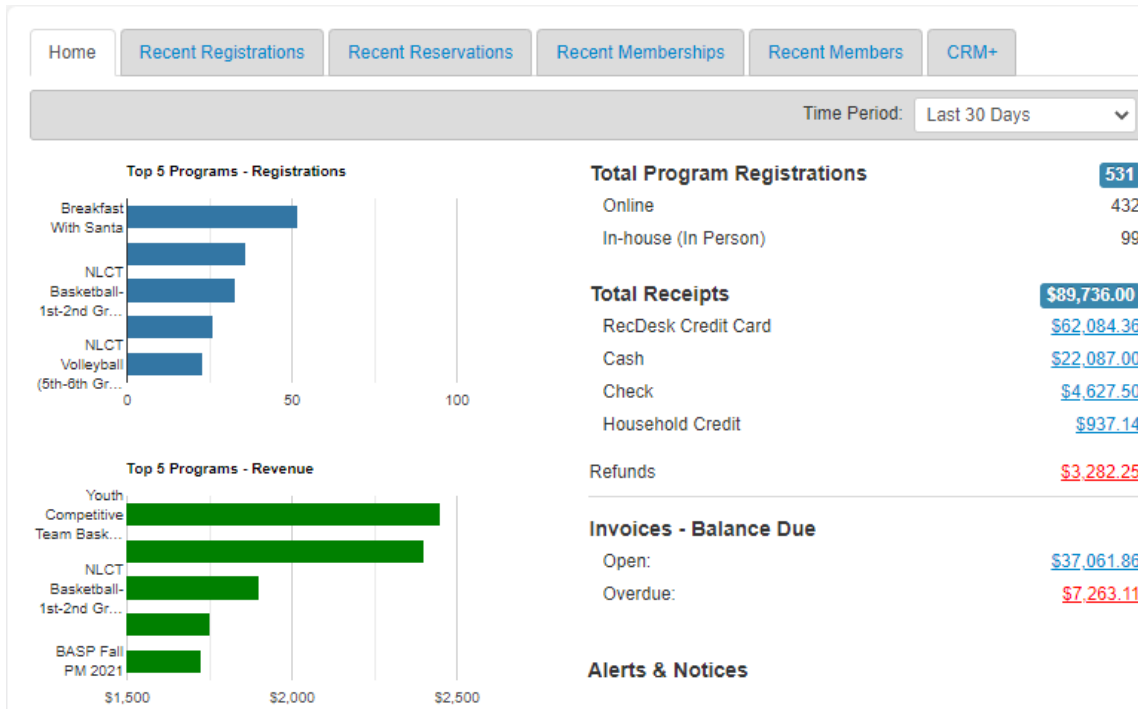 Home
Recent Registrations
Recent Reservations
Recent Memberships
Recent Members
CRM+
Time Period: Last 30 Days
Top 5 Programs - Registrations
Breakfast
With Santa
NLCT
Basketball-
1st-2nd Gr...
NLCT
Volleyball
(5th-6th Gr...
0 50 100
Top 5 Programs - Revenue
Youth
Competitive
Team Bask...
NLCT
Basketball-
1st-2nd Gr...
BASP Fall
PM 2021
$1,500 $2,000 $2,500
Total Program Registrations 531
Online 432
In-house (In Person) 99
Total Receipts $89,736.00
RecDesk Credit Card $62,084.36
Cash $22,087.00
Check $4,627.50
Household Credit $937.14
Refunds $3,282.25
Invoices - Balance Due
Open: $37,061.86
Overdue: $7,263.11
Alerts & Notices